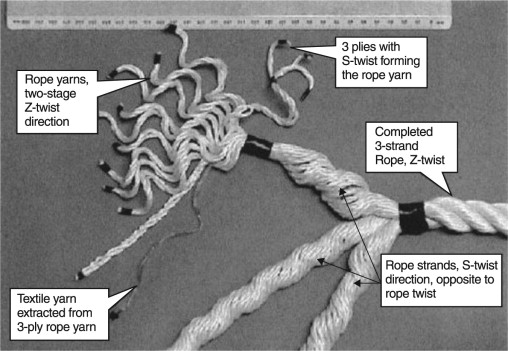 3 plies with
S-twist forming
the rope yarn
Rope yarns,
two-stage
Z-twist
direction
Completed
3-strand
Rope, Z-twist
Rope strands, S-twist
direction, opposite to
rope twist
Textile yarn
extracted from
3-ply rope yarn